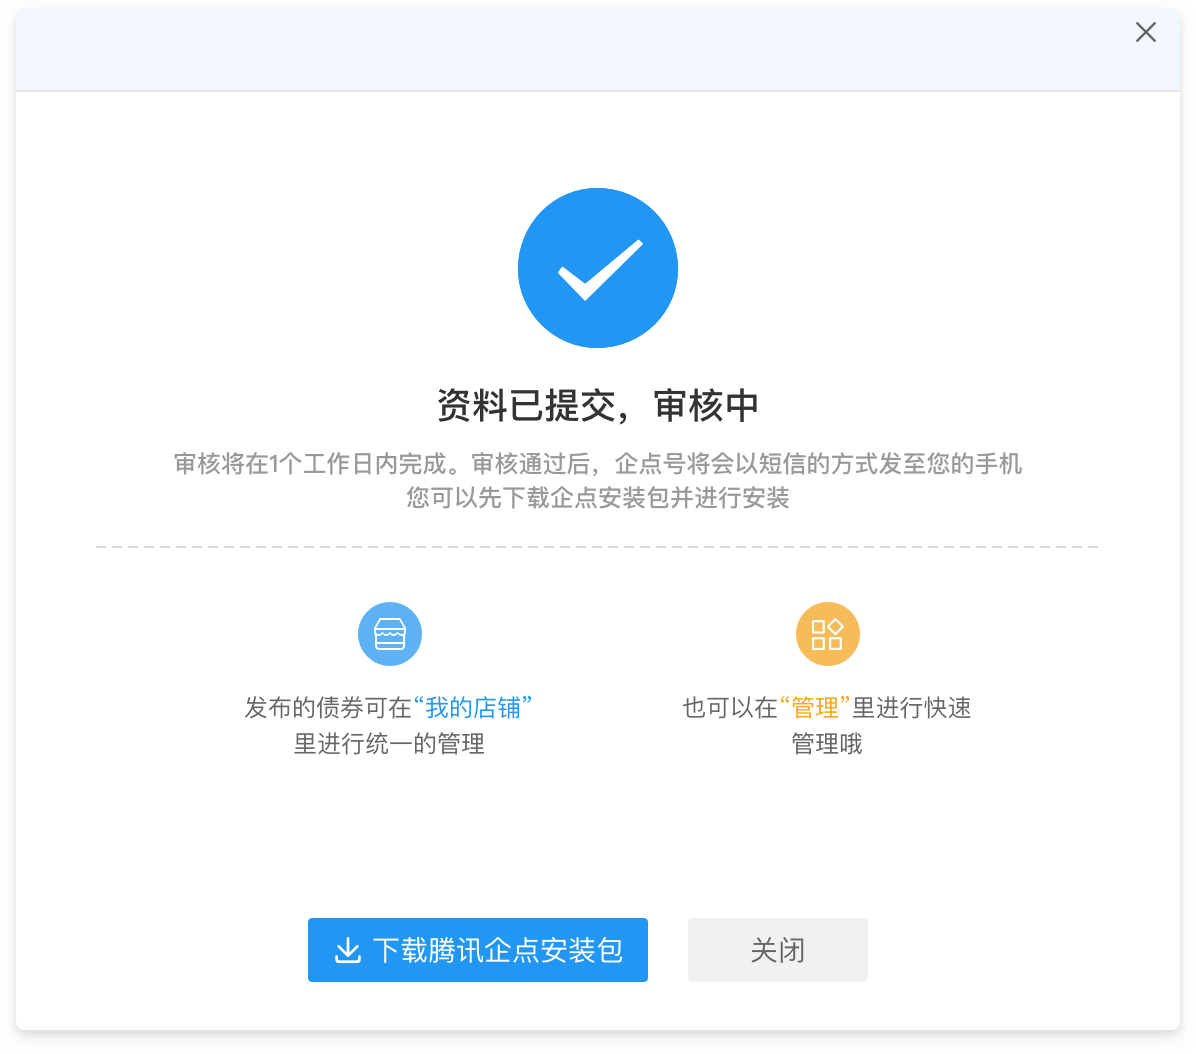 资料已提交，审核中
审核将在1个工作日内完成。审核通过后，企点号将会以短信的方式发至您的手机
您可以先下载企点安装包并进行安装
发布的债券可在“我的店铺”
里进行统一的管理
也可以在“管理”里进行快速
管理哦
下载腾讯企点安装包
关闭